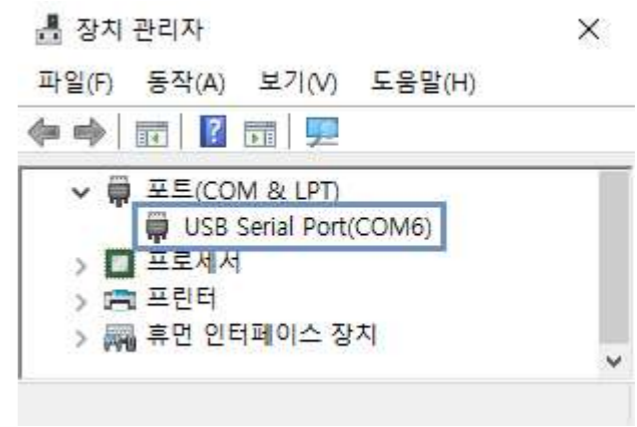 장치 관리자
파일(F) 동작(A) 보기(V) 도움말(H)
포트(COM & LPT)
USB Serial Port(COM6)
프로세서
프린터
휴먼 인터페이스 장치